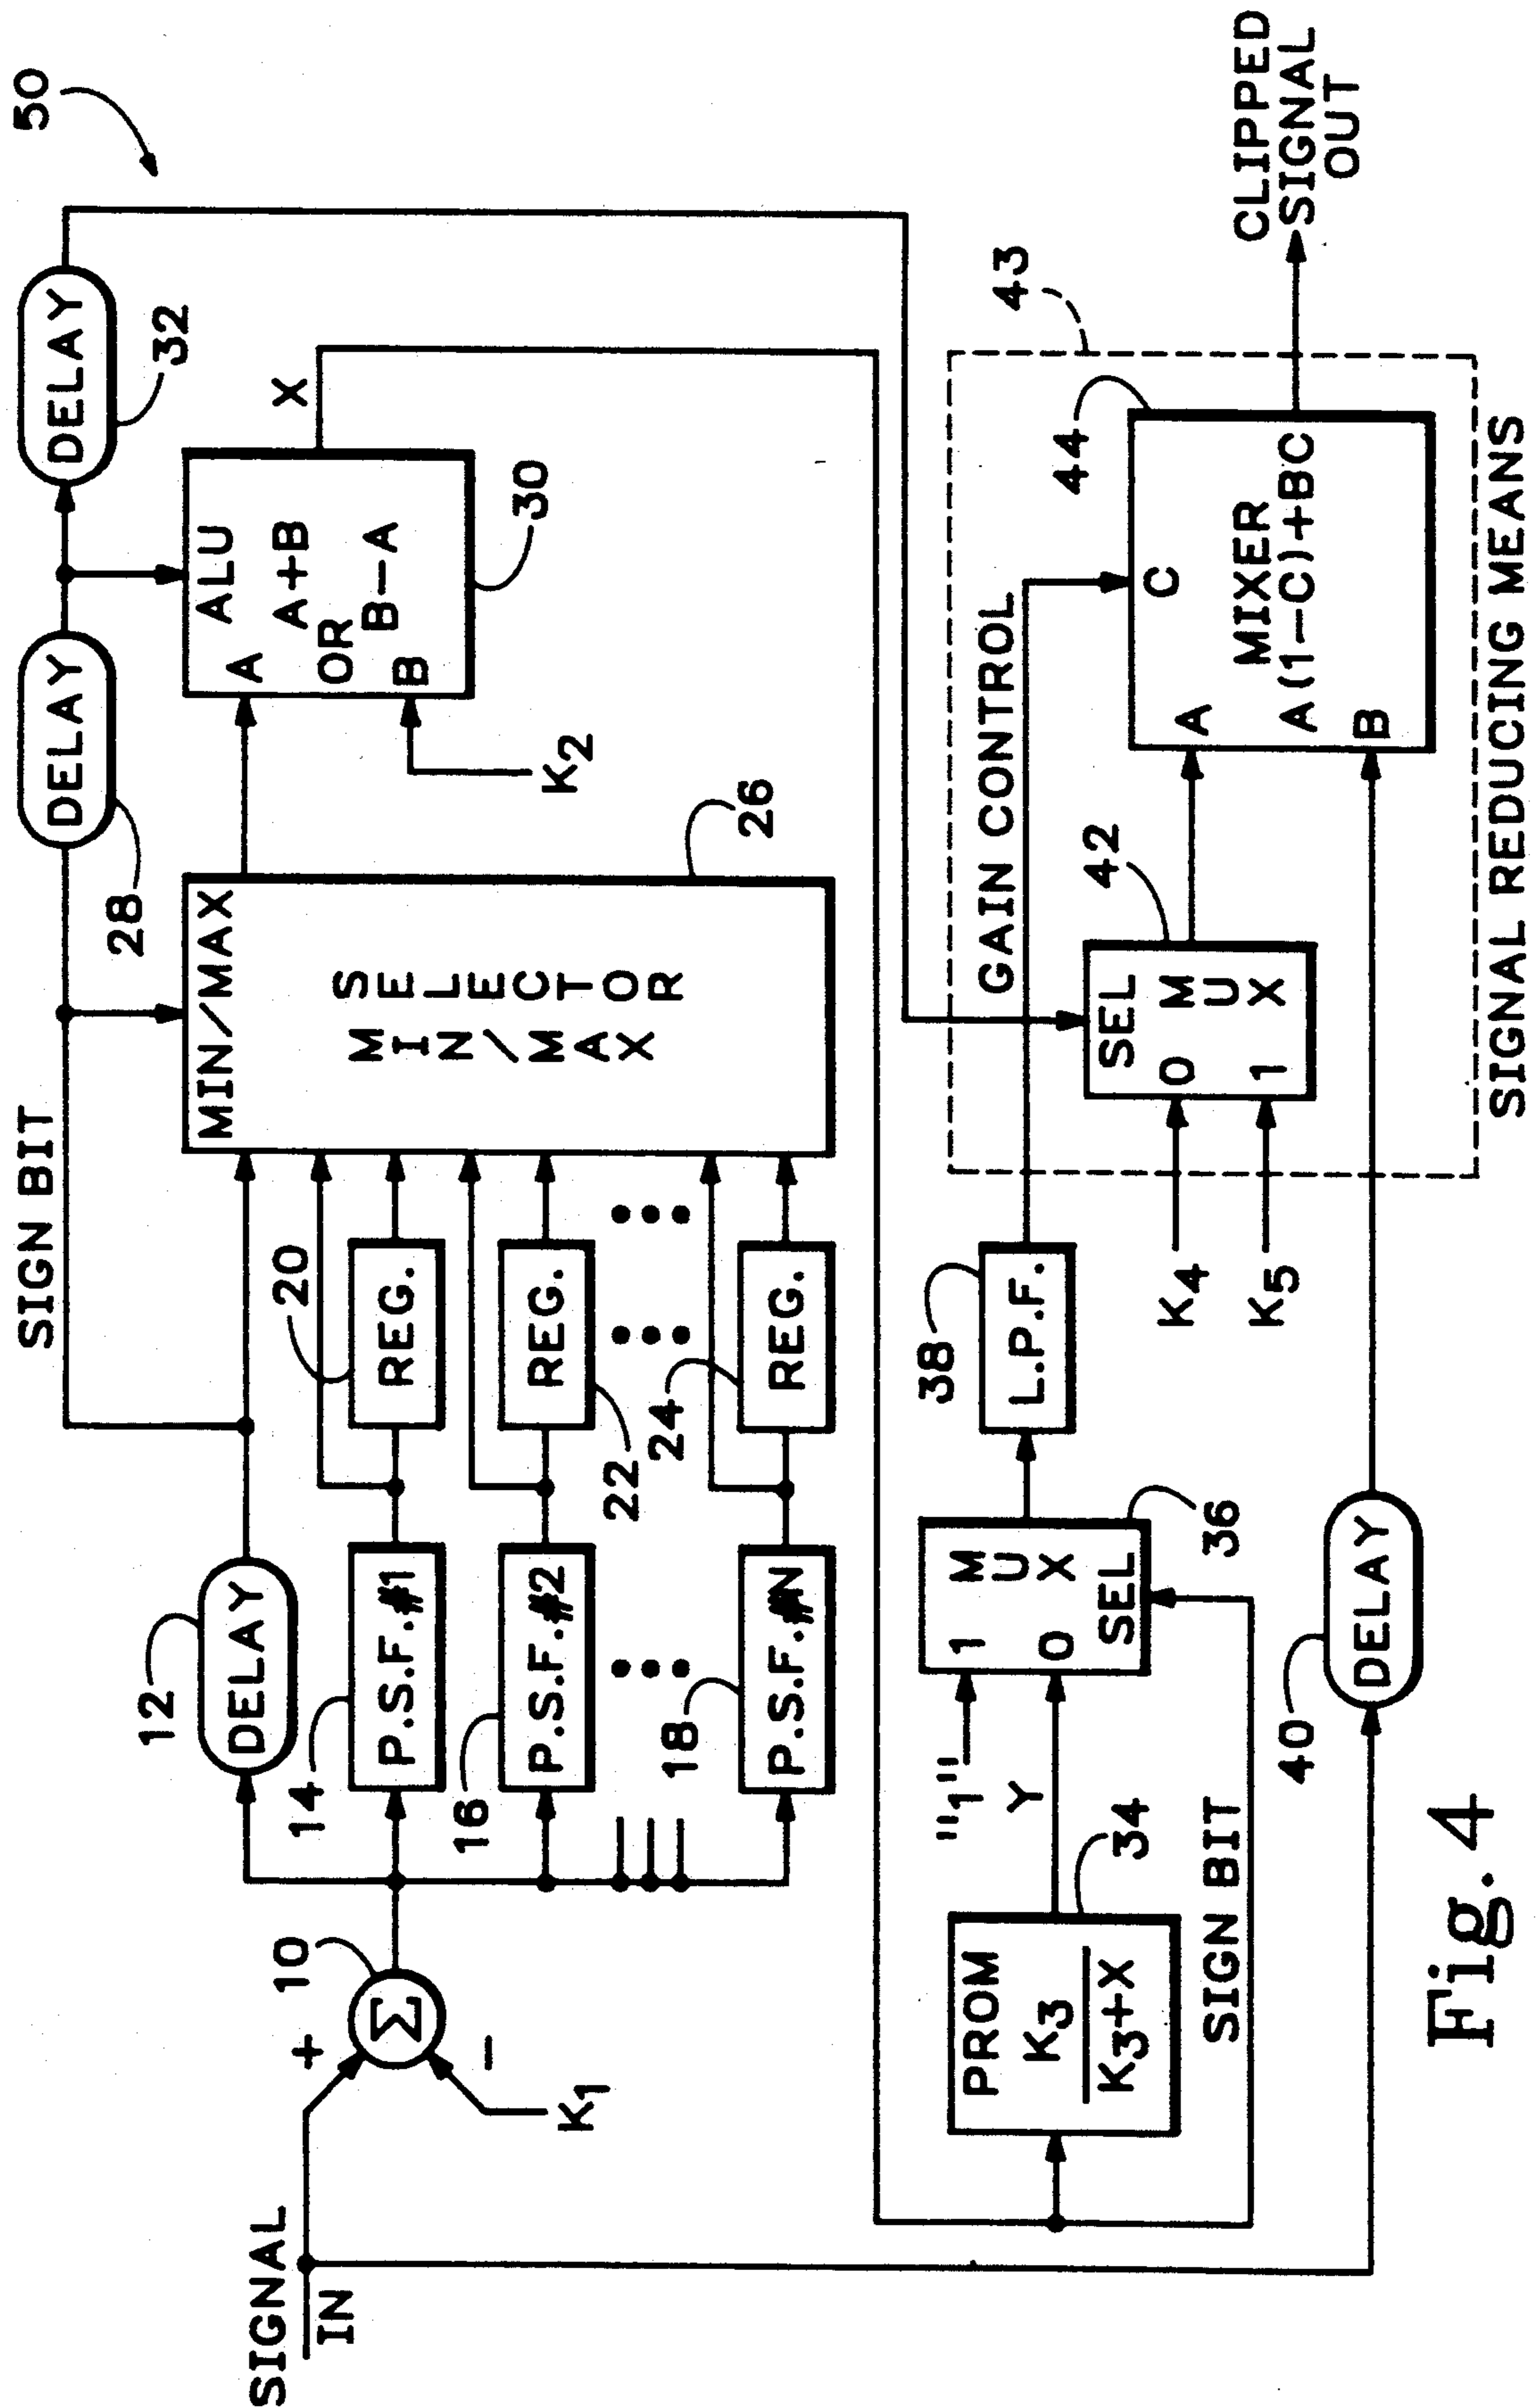 50
SIGN BIT
DELAY
28
DELAY
32
12
DELAY
MIN/MAX
SELECTOR
MIN/MAX
26
ALU
A
A+B
OR
B-A
B
30
X
K2
SIGNAL
IN
+
10
Σ
-
K1
14
P.S.F.#1
20
REG.
16
P.S.F.#2
REG.
22
18
P.S.F.#N
24
REG.
PROM
K3
K3+X
34
SIGN BIT
"1"
Y
1
MUX
0
SEL
36
38
L.P.F.
GAIN CONTROL
43
K4
K5
SEL
0
MUX
1
42
44
C
MIXER
A
A(1-C)+BC
B
CLIPPED
SIGNAL
OUT
40
DELAY
SIGNAL REDUCING MEANS
Fig. 4